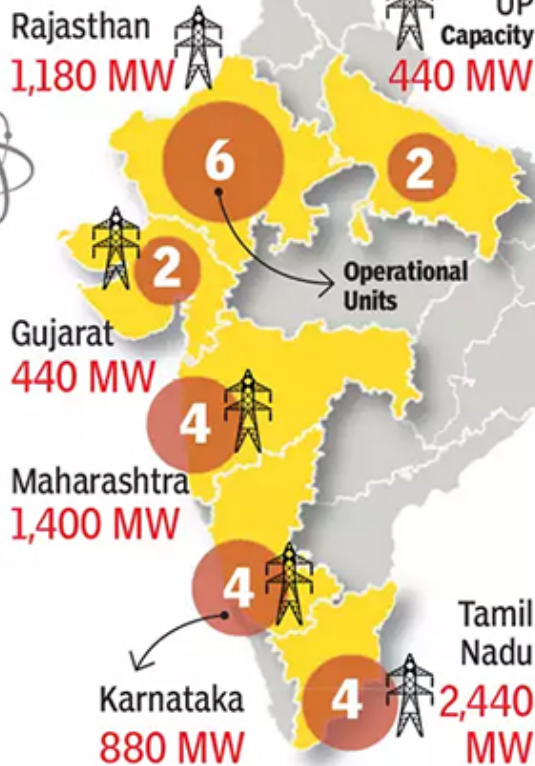 Rajasthan
1,180 MW
UP
Capacity
440 MW
6
2
2
Operational
Units
Gujarat
440 MW
4
Maharashtra
1,400 MW
4
Karnataka
880 MW
4
Tamil
Nadu
2,440
MW